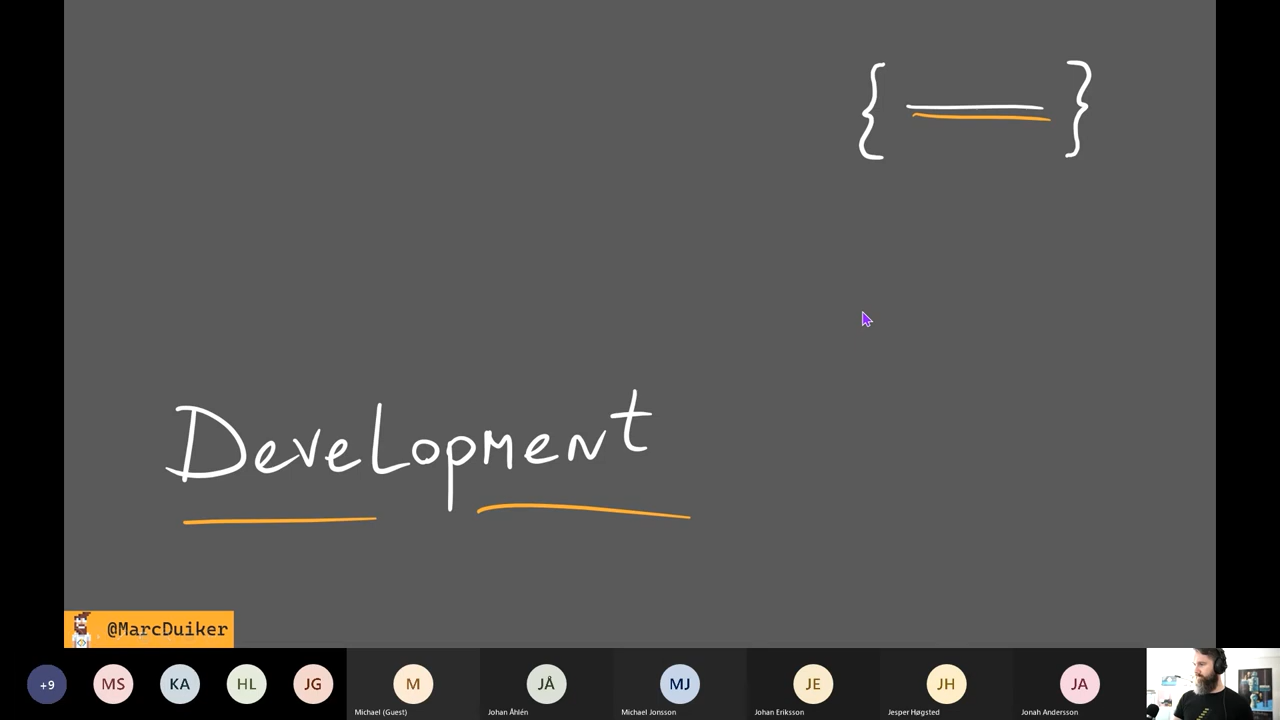 { }
Development
@MarcDuiker
+9 MS KA HL JG M JÅ MJ JE JH JA
Michael (Guest) Johan Åhlén Michael Jonsson Johan Eriksson Jesper Høgsted Jonah Andersson